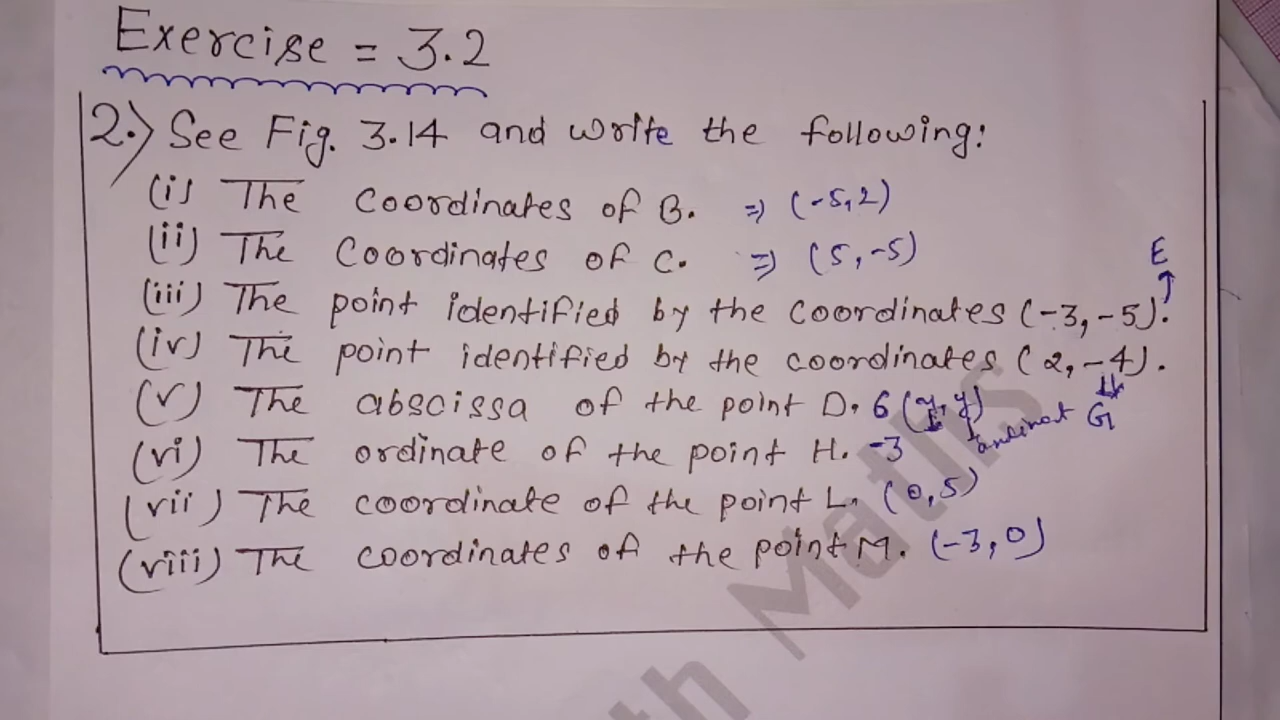 Exercise = 3.2
2.) See Fig. 3.14 and write the following:
(i) The coordinates of B. ⇒ (-5,2)
(ii) The Coordinates of C. ⇒ (5,-5)
E
(iii) The point identified by the coordinates (-3,-5).
(iv) The point identified by the coordinates (2,-4).
(v) The abscissa of the point D. 6 G
(vi) The ordinate of the point H. -3
(vii) The coordinate of the point L. (0,5)
(viii) The coordinates of the point M. (-3,0)
Math Maths